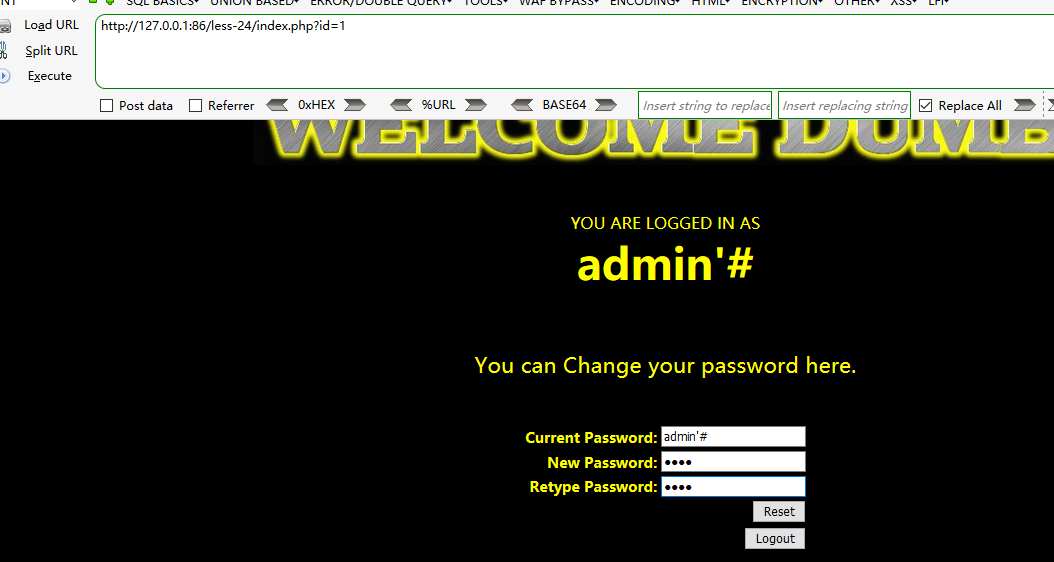 SQL BASICS UNION BASED ERROR/DOUBLE QUERY TOOLS WAF BYPASS ENCODING HTML ENCRYPTION OTHER XSS LFI
Load URL
http://127.0.0.1:86/less-24/index.php?id=1
Split URL
Execute
Post data Referrer 0xHEX %URL BASE64 Insert string to replace Insert replacing string Replace All
WELCOME DUMB
YOU ARE LOGGED IN AS
admin'#
You can Change your password here.
Current Password: admin'#
New Password: ••••
Retype Password: ••••
Reset
Logout